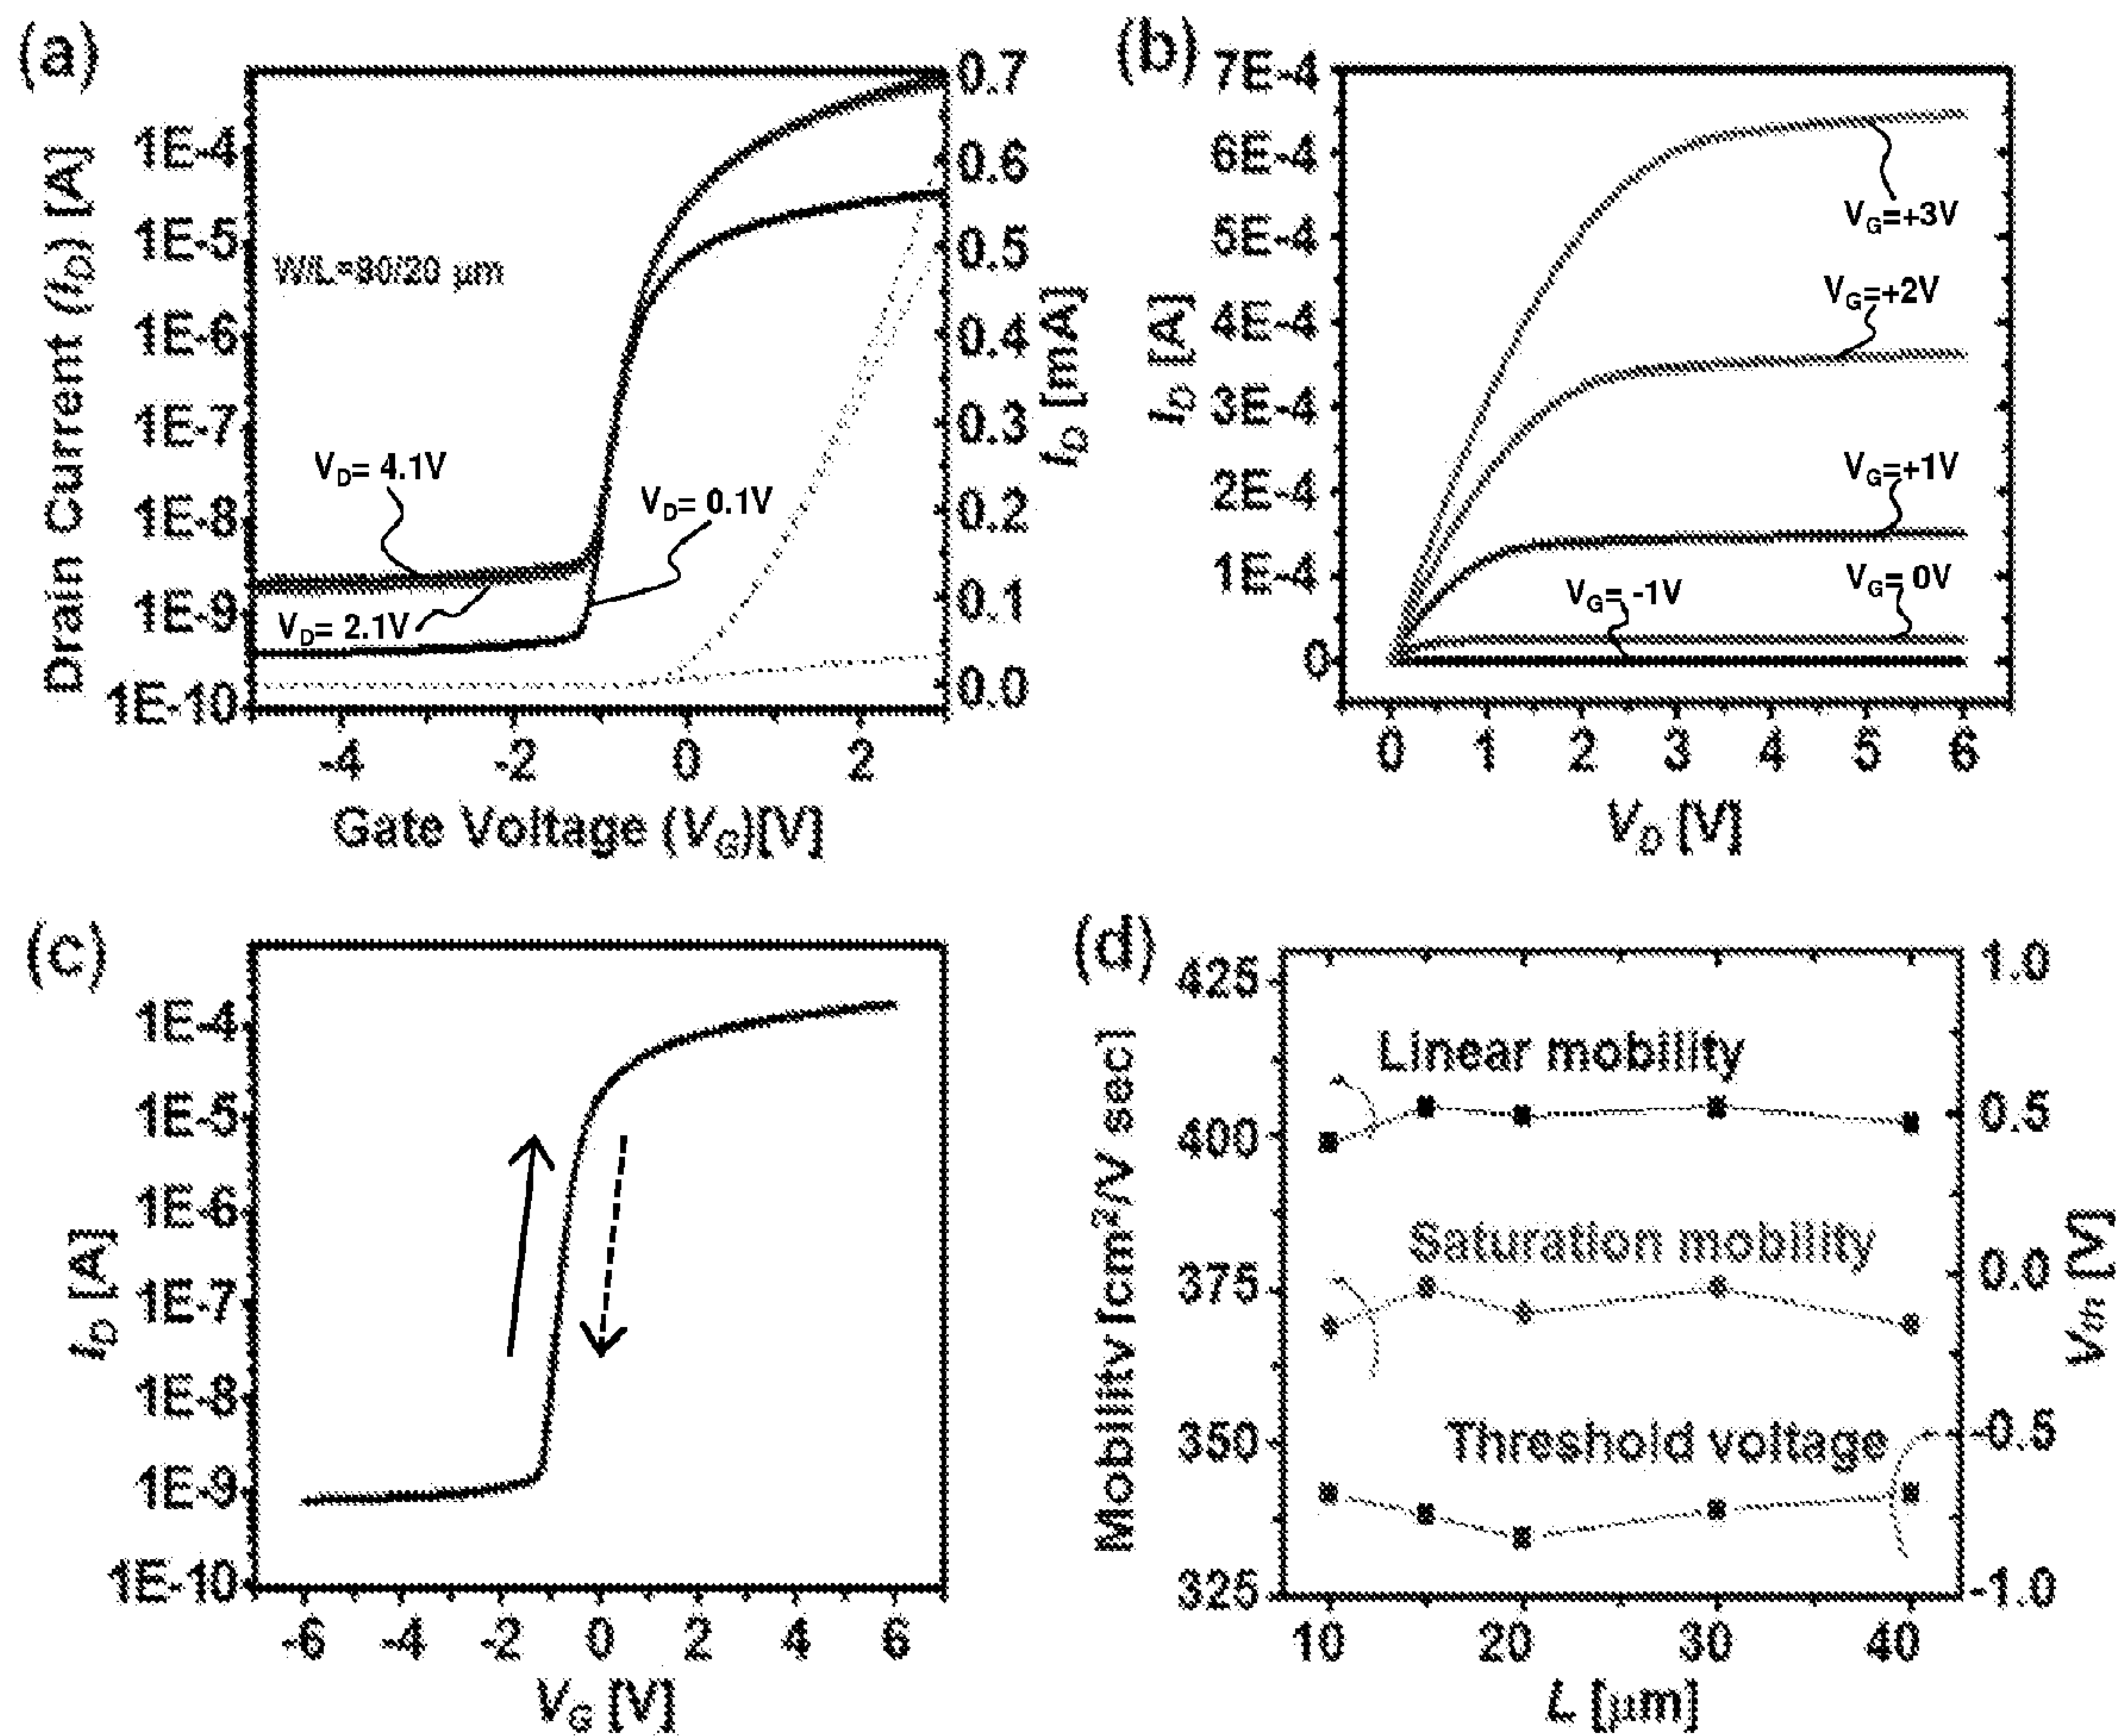 (a)
Drain Current (I_D) [A]
1E-4
1E-5
1E-6
1E-7
1E-8
1E-9
1E-10
W/L=80/20 μm
V_D= 4.1V
V_D= 0.1V
V_D= 2.1V
0.7
0.6
0.5
0.4
0.3
0.2
0.1
0.0
I_D [mA]
-4 -2 0 2
Gate Voltage (V_G)[V]
(b)
I_D [A]
7E-4
6E-4
5E-4
4E-4
3E-4
2E-4
1E-4
0
V_G=+3V
V_G=+2V
V_G=+1V
V_G= 0V
V_G= -1V
0 1 2 3 4 5 6
V_D [V]
(c)
I_D [A]
1E-4
1E-5
1E-6
1E-7
1E-8
1E-9
1E-10
-6 -4 -2 0 2 4 6
V_G [V]
(d)
Mobility [cm²/V sec]
425
400
375
350
325
Linear mobility
Saturation mobility
Threshold voltage
1.0
0.5
0.0
-0.5
-1.0
V_th [V]
10 20 30 40
L [μm]